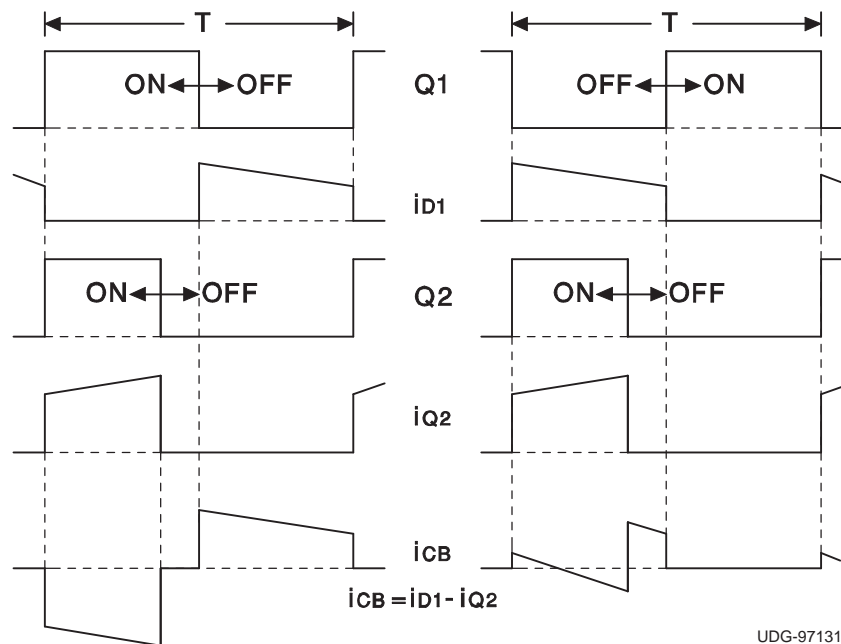 T T
ON OFF Q1 OFF ON
iD1
ON OFF Q2 ON OFF
iQ2
iCB
iCB = iD1 - iQ2
UDG-97131